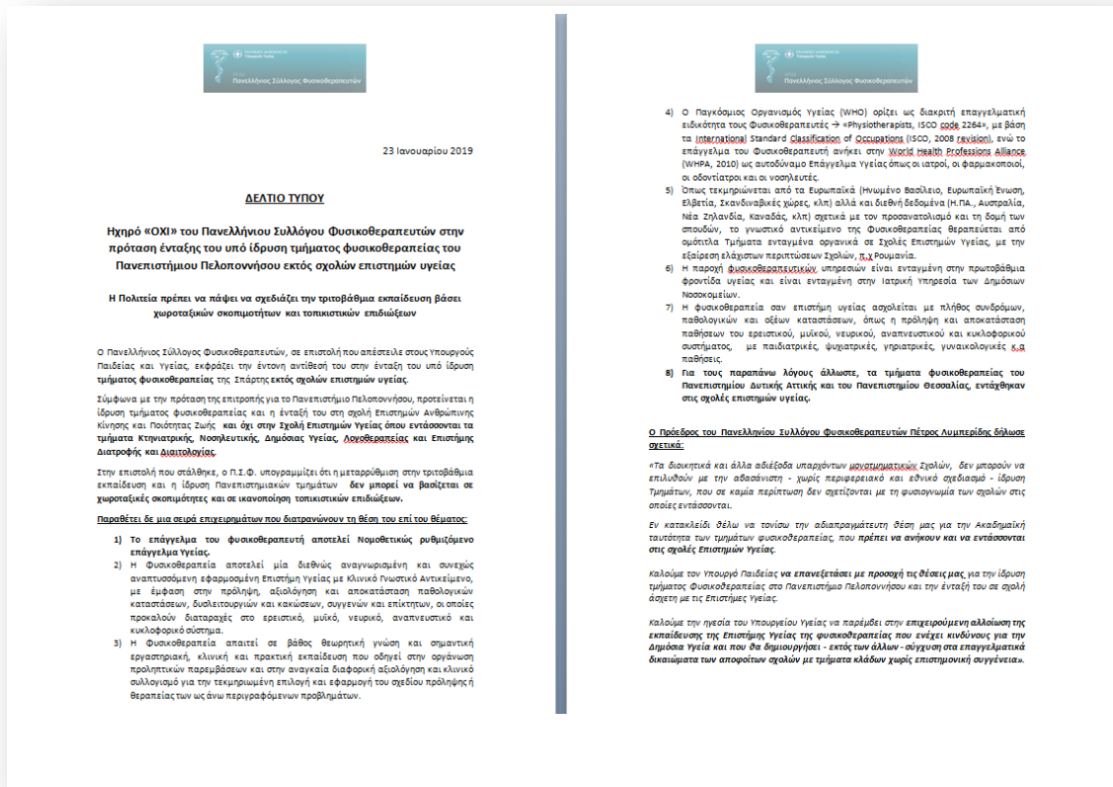 Πανελλήνιος Σύλλογος Φυσικοθεραπευτών
23 Ιανουαρίου 2019
ΔΕΛΤΙΟ ΤΥΠΟΥ
Ηχηρό «ΟΧΙ» του Πανελλήνιου Συλλόγου Φυσικοθεραπευτών στην
πρόταση ένταξης του υπό ίδρυση τμήματος φυσικοθεραπείας του
Πανεπιστήμιου Πελοποννήσου εκτός σχολών επιστημών υγείας
Η Πολιτεία πρέπει να πάψει να σχεδιάζει την τριτοβάθμια εκπαίδευση βάσει
χωροταξικών σκοπιμοτήτων και τοπικιστικών επιδιώξεων
Ο Πανελλήνιος Σύλλογος Φυσικοθεραπευτών, σε επιστολή που απέστειλε στους Υπουργούς
Παιδείας και Υγείας, εκφράζει την έντονη αντίθεσή του στην ένταξη του υπό ίδρυση
τμήματος φυσικοθεραπείας της Σπάρτης εκτός σχολών επιστημών υγείας.
Σύμφωνα με την πρόταση της επιτροπής για το Πανεπιστήμιο Πελοποννήσου, προτείνεται η
ίδρυση τμήματος φυσικοθεραπείας και η ένταξή του στη σχολή Επιστημών Ανθρώπινης
Κίνησης και Ποιότητας Ζωής και όχι στην Σχολή Επιστημών Υγείας όπου εντάσσονται τα
τμήματα Κτηνιατρικής, Νοσηλευτικής, Δημόσιας Υγείας, Λογοθεραπείας και Επιστήμης
Διατροφής και Διαιτολογίας.
Στην επιστολή που στάλθηκε, ο Π.Σ.Φ. υπογραμμίζει ότι η μεταρρύθμιση στην τριτοβάθμια
εκπαίδευση και η ίδρυση Πανεπιστημιακών τμημάτων δεν μπορεί να βασίζεται σε
χωροταξικές σκοπιμότητες και σε ικανοποίηση τοπικιστικών επιδιώξεων.
Παραθέτει δε μια σειρά επιχειρημάτων που διατρανώνουν τη θέση του επί του θέματος:
1) Το επάγγελμα του φυσικοθεραπευτή αποτελεί Νομοθετικώς ρυθμιζόμενο
επάγγελμα Υγείας.
2) Η Φυσικοθεραπεία αποτελεί μία διεθνώς αναγνωρισμένη και συνεχώς
αναπτυσσόμενη εφαρμοσμένη Επιστήμη Υγείας με Κλινικό Γνωστικό Αντικείμενο,
με έμφαση στην πρόληψη, αξιολόγηση και αποκατάσταση παθολογικών
καταστάσεων, δυσλειτουργιών και κακώσεων, συγγενών και επίκτητων, οι οποίες
προκαλούν διαταραχές στο ερειστικό, μυϊκό, νευρικό, αναπνευστικό και
κυκλοφορικό σύστημα.
3) Η Φυσικοθεραπεία απαιτεί σε βάθος θεωρητική γνώση και σημαντική
εργαστηριακή, κλινική και πρακτική εκπαίδευση που οδηγεί στην οργάνωση
προληπτικών παρεμβάσεων και στην αναγκαία διαφορική αξιολόγηση και κλινικό
συλλογισμό για την τεκμηριωμένη επιλογή και εφαρμογή του σχεδίου πρόληψης ή
θεραπείας των ως άνω περιγραφόμενων προβλημάτων.
Πανελλήνιος Σύλλογος Φυσικοθεραπευτών
4) Ο Παγκόσμιος Οργανισμός Υγείας (WHO) ορίζει ως διακριτή επαγγελματική
ειδικότητα τους Φυσικοθεραπευτές → «Physiotherapists, ISCO code 2264», με βάση
τα International Standard Classification of Occupations (ISCO, 2008 revision), ενώ το
επάγγελμα του Φυσικοθεραπευτή ανήκει στην World Health Professions Alliance
(WHPA, 2010) ως αυτοδύναμο Επάγγελμα Υγείας όπως οι ιατροί, οι φαρμακοποιοί,
οι οδοντίατροι και οι νοσηλευτές.
5) Όπως τεκμηριώνεται από τα Ευρωπαϊκά (Ηνωμένο Βασίλειο, Ευρωπαϊκή Ένωση,
Ελβετία, Σκανδιναβικές χώρες, κλπ) αλλά και διεθνή δεδομένα (Η.ΠΑ., Αυστραλία,
Νέα Ζηλανδία, Καναδάς, κλπ) σχετικά με τον προσανατολισμό και τη δομή των
σπουδών, το γνωστικό αντικείμενο της Φυσικοθεραπείας θεραπεύεται από
ομότιτλα Τμήματα ενταγμένα οργανικά σε Σχολές Επιστημών Υγείας, με την
εξαίρεση ελάχιστων περιπτώσεων Σχολών, π.χ Ρουμανία.
6) Η παροχή φυσικοθεραπευτικών υπηρεσιών είναι ενταγμένη στην πρωτοβάθμια
φροντίδα υγείας και είναι ενταγμένη στην Ιατρική Υπηρεσία των Δημόσιων
Νοσοκομείων.
7) Η φυσικοθεραπεία σαν επιστήμη υγείας ασχολείται με πλήθος συνδρόμων,
παθολογικών και οξέων καταστάσεων, όπως η πρόληψη και αποκατάσταση
παθήσεων του ερειστικού, μυϊκού, νευρικού, αναπνευστικού και κυκλοφορικού
συστήματος, με παιδιατρικές, ψυχιατρικές, γηριατρικές, γυναικολογικές κ.α
παθήσεις.
8) Για τους παραπάνω λόγους άλλωστε, τα τμήματα φυσικοθεραπείας του
Πανεπιστημίου Δυτικής Αττικής και του Πανεπιστημίου Θεσσαλίας, εντάχθηκαν
στις σχολές επιστημών υγείας.
Ο Πρόεδρος του Πανελληνίου Συλλόγου Φυσικοθεραπευτών Πέτρος Λυμπερίδης δήλωσε
σχετικά:
«Τα διοικητικά και άλλα αδιέξοδα υπαρχόντων μονοτμηματικών Σχολών, δεν μπορούν να
επιλυθούν με την αβασάνιστη - χωρίς περιφερειακό και εθνικό σχεδιασμό - ίδρυση
Τμημάτων, που σε καμία περίπτωση δεν σχετίζονται με τη φυσιογνωμία των σχολών στις
οποίες εντάσσονται.
Εν κατακλείδι θέλω να τονίσω την αδιαπραγμάτευτη θέση μας για την Ακαδημαϊκή
ταυτότητα των τμημάτων φυσικοθεραπείας, που πρέπει να ανήκουν και να εντάσσονται
στις σχολές Επιστημών Υγείας.
Καλούμε τον Υπουργό Παιδείας να επανεξετάσει με προσοχή τις θέσεις μας για την ίδρυση
τμήματος Φυσικοθεραπείας στο Πανεπιστήμιο Πελοποννήσου και την ένταξή του σε σχολή
άσχετη με τις Επιστήμες Υγείας.
Καλούμε την ηγεσία του Υπουργείου Υγείας να παρέμβει στην επιχειρούμενη αλλοίωση της
εκπαίδευσης της Επιστήμης Υγείας της φυσικοθεραπείας που ενέχει κινδύνους για την
Δημόσια Υγεία και που θα δημιουργήσει - εκτός των άλλων - σύγχυση στα επαγγελματικά
δικαιώματα των αποφοίτων σχολών με τμήματα κλάδων χωρίς επιστημονική συγγένεια».